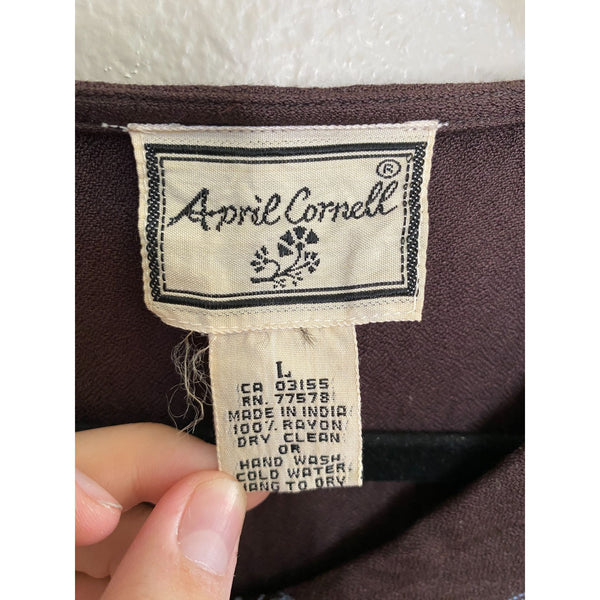 April Cornell ®
L
CA 03155
RN. 77578
MADE IN INDIA
100% RAYON
DRY CLEAN
OR
HAND WASH
COLD WATER
HANG TO DRY